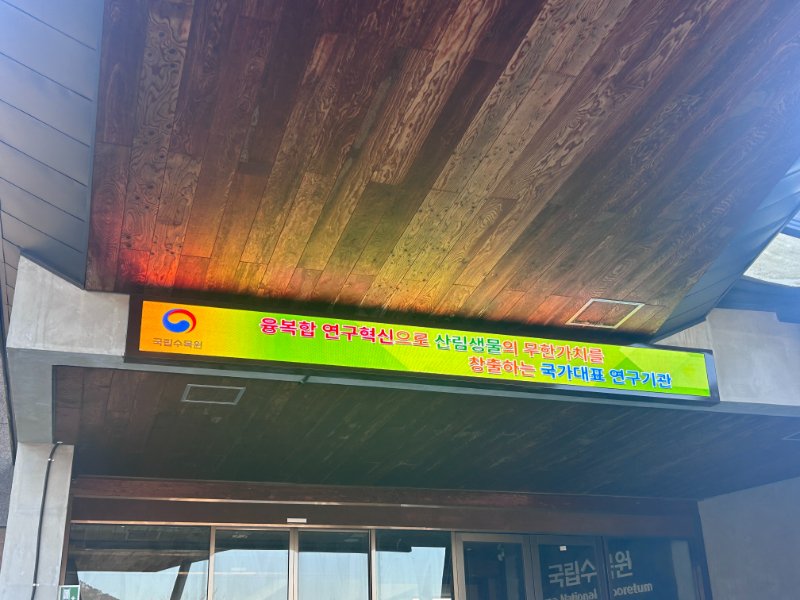 융복합 연구혁신으로 산림생물의 무한가치를
창출하는 국가대표 연구기관
국립수목원
국립수 원
National